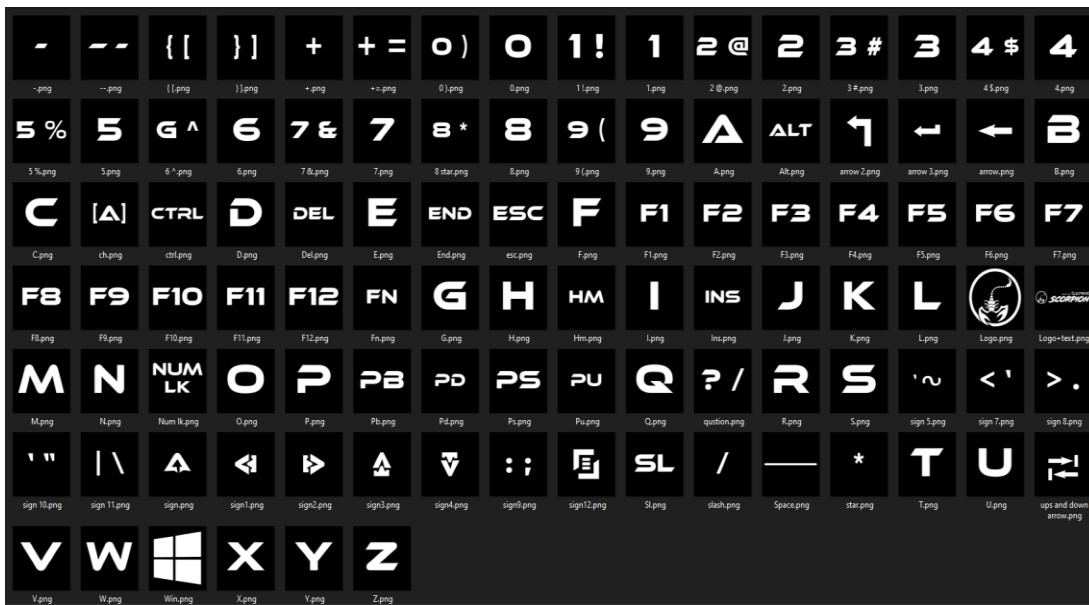 - - - { [ } ] + + = 0 ) 0 1 ! 1 2 @ 2 3 # 3 4 $ 4
-.png --.png { [.png } ].png +.png +=.png 0 ).png 0.png 1 !.png 1.png 2 @.png 2.png 3 #.png 3.png 4 $.png 4.png
5 % 5 6 ^ 6 7 & 7 8 * 8 9 ( 9 A ALT B
5 %.png 5.png 6 ^.png 6.png 7 &.png 7.png 8 star.png 8.png 9 (.png 9.png A.png Alt.png arrow 2.png arrow 3.png arrow.png B.png
C [A] CTRL D DEL E END ESC F F1 F2 F3 F4 F5 F6 F7
C.png ch.png ctrl.png D.png Del.png E.png End.png esc.png F.png F1.png F2.png F3.png F4.png F5.png F6.png F7.png
F8 F9 F10 F11 F12 FN G H HM I INS J K L GAMING
SCORPION
F8.png F9.png F10.png F11.png F12.png Fn.png G.png H.png Hm.png I.png Ins.png J.png K.png L.png Logo.png Logo+text.png
M N NUM LK O P PB PD PS PU Q ? / R S ' ~ < ' > .
M.png N.png Num lk.png O.png P.png Pb.png Pd.png Ps.png Pu.png Q.png qustion.png R.png S.png sign 5.png sign 7.png sign 8.png
' " | \ : ; SL / * T U
sign 10.png sign 11.png sign.png sign1.png sign2.png sign3.png sign4.png sign9.png sign12.png Sl.png slash.png Space.png star.png T.png U.png ups and down
arrow.png
V W X Y Z
V.png W.png Win.png X.png Y.png Z.png